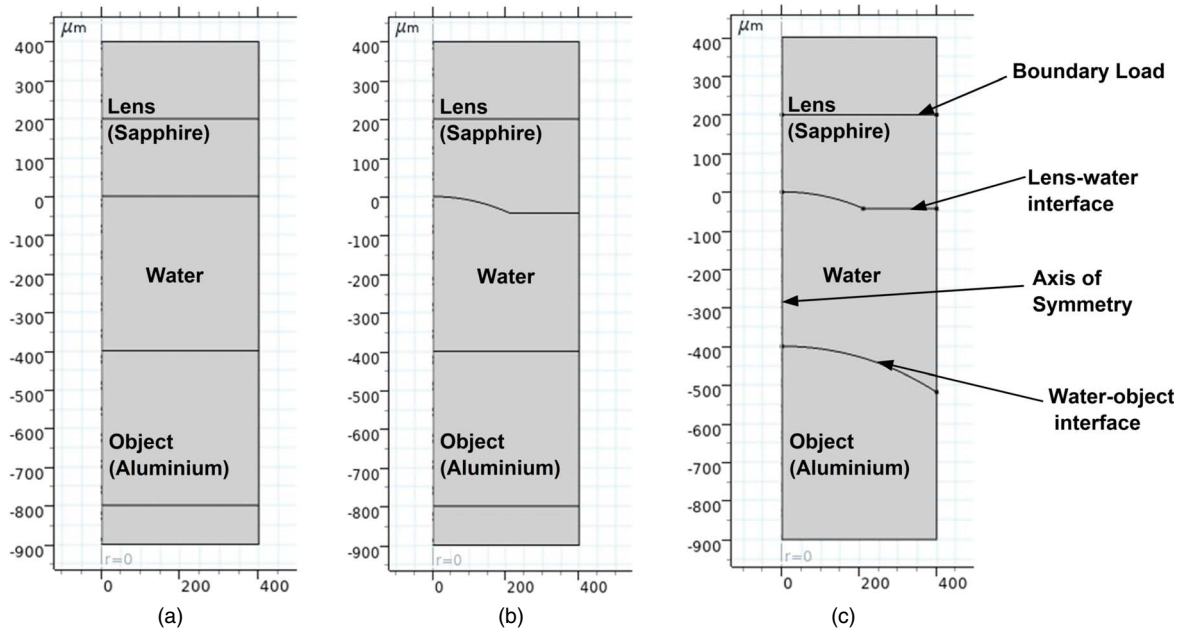 μm
400
300
200
100
0
-100
-200
-300
-400
-500
-600
-700
-800
-900
Lens
(Sapphire)
Water
Object
(Aluminium)
r=0
0 200 400
(a)
μm
400
300
200
100
0
-100
-200
-300
-400
-500
-600
-700
-800
-900
Lens
(Sapphire)
Water
Object
(Aluminium)
r=0
0 200 400
(b)
μm
400
300
200
100
0
-100
-200
-300
-400
-500
-600
-700
-800
-900
Lens
(Sapphire)
Water
Object
(Aluminium)
r=0
0 200 400
(c)
Boundary Load
Lens-water
interface
Axis of
Symmetry
Water-object
interface